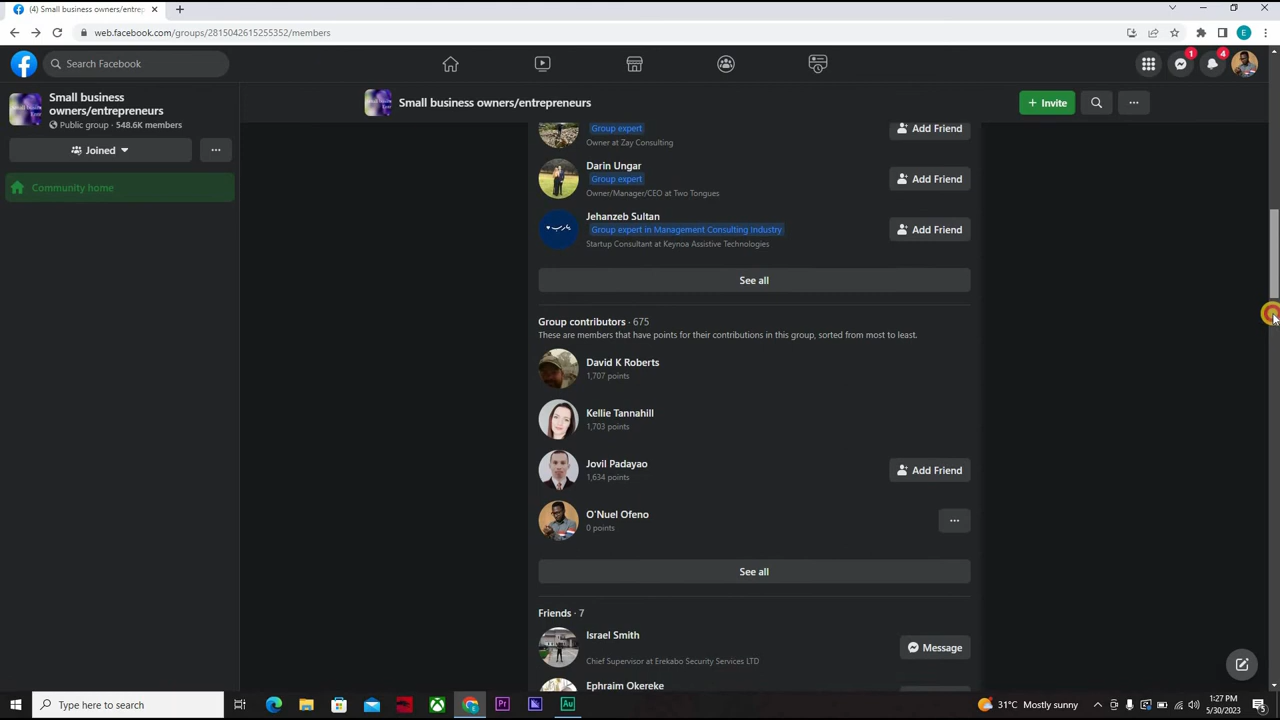 (4) Small business owners/entrep
web.facebook.com/groups/2815042615255352/members
E
Search Facebook
1
4
Small business
owners/entrepreneurs
Public group · 548.6K members
Joined
Community home
Small business owners/entrepreneurs
+ Invite
Group expert
Owner at Zay Consulting
Add Friend
Darin Ungar
Group expert
Owner/Manager/CEO at Two Tongues
Add Friend
Jehanzeb Sultan
Group expert in Management Consulting Industry
Startup Consultant at Keynoa Assistive Technologies
Add Friend
See all
Group contributors · 675
These are members that have points for their contributions in this group, sorted from most to least.
David K Roberts
1,707 points
Kellie Tannahill
1,703 points
Jovil Padayao
1,634 points
Add Friend
O'Nuel Ofeno
0 points
See all
Friends · 7
Israel Smith
Chief Supervisor at Erekabo Security Services LTD
Message
Ephraim Okereke
Type here to search
Pr
Au
31°C Mostly sunny
1:27 PM
5/30/2023